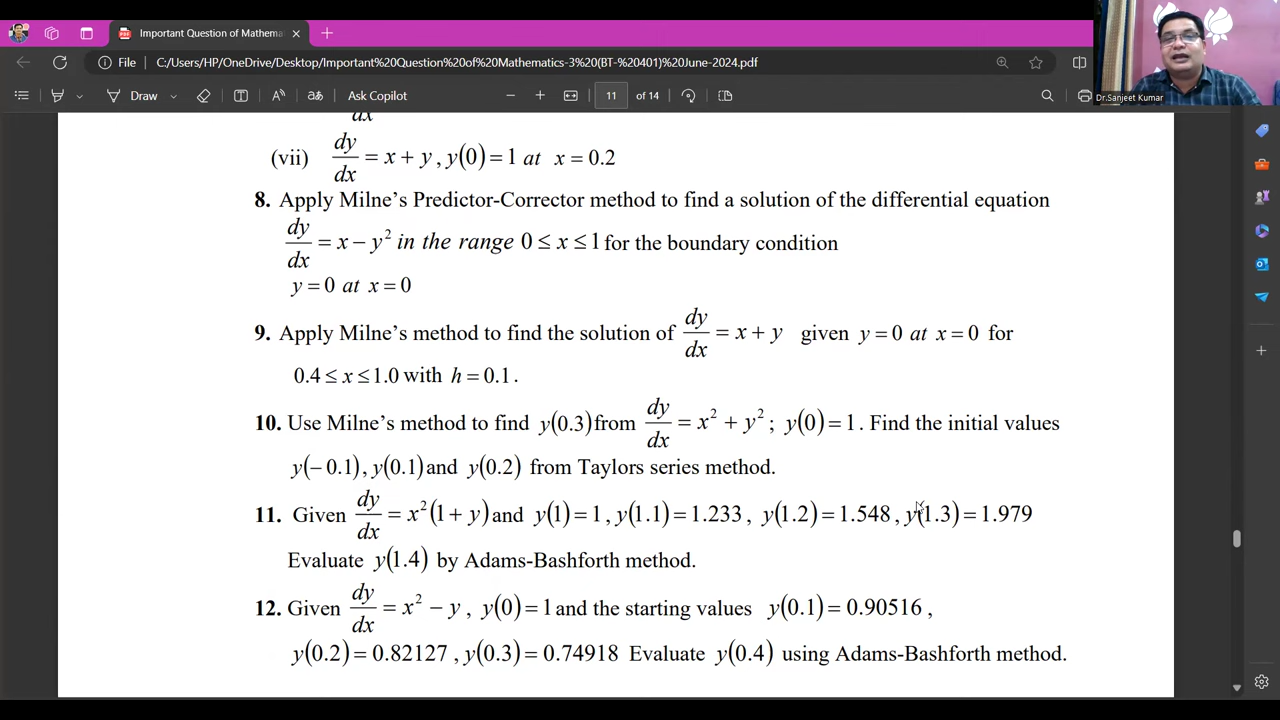 Important Question of Mathema
File C:/Users/HP/OneDrive/Desktop/Important%20Question%20of%20Mathematics-3%20(BT-%20401)%20June-2024.pdf
Draw Ask Copilot 11 of 14
Dr.Sanjeet Kumar
dx
(vii) dy/dx = x + y , y(0) = 1 at x = 0.2
8. Apply Milne’s Predictor-Corrector method to find a solution of the differential equation
dy/dx = x − y² in the range 0 ≤ x ≤ 1 for the boundary condition
y = 0 at x = 0
9. Apply Milne’s method to find the solution of dy/dx = x + y given y = 0 at x = 0 for
0.4 ≤ x ≤ 1.0 with h = 0.1 .
10. Use Milne’s method to find y(0.3) from dy/dx = x² + y² ; y(0) = 1 . Find the initial values
y(− 0.1) , y(0.1) and y(0.2) from Taylors series method.
11. Given dy/dx = x²(1 + y) and y(1) = 1 , y(1.1) = 1.233 , y(1.2) = 1.548 , y(1.3) = 1.979
Evaluate y(1.4) by Adams-Bashforth method.
12. Given dy/dx = x² − y , y(0) = 1 and the starting values y(0.1) = 0.90516 ,
y(0.2) = 0.82127 , y(0.3) = 0.74918 Evaluate y(0.4) using Adams-Bashforth method.